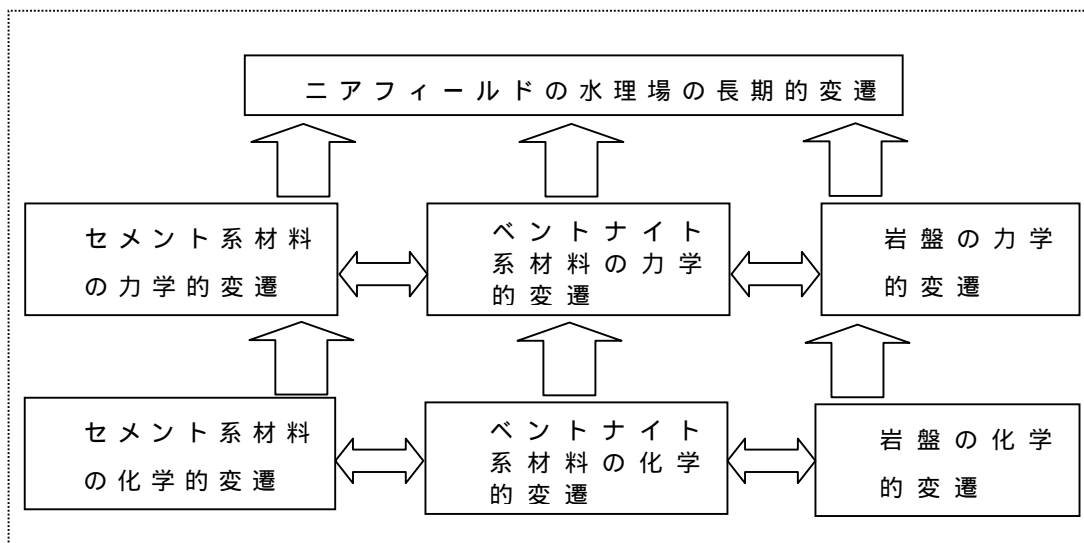 ニアフィールドの水理場の長期的変遷
セメント系材料
の力学的変遷
ベントナイト
系材料の力学
的変遷
岩盤の力学
的変遷
セメント系材料
の化学的変遷
ベントナイト
系材料の化学
的変遷
岩盤の化学
的変遷